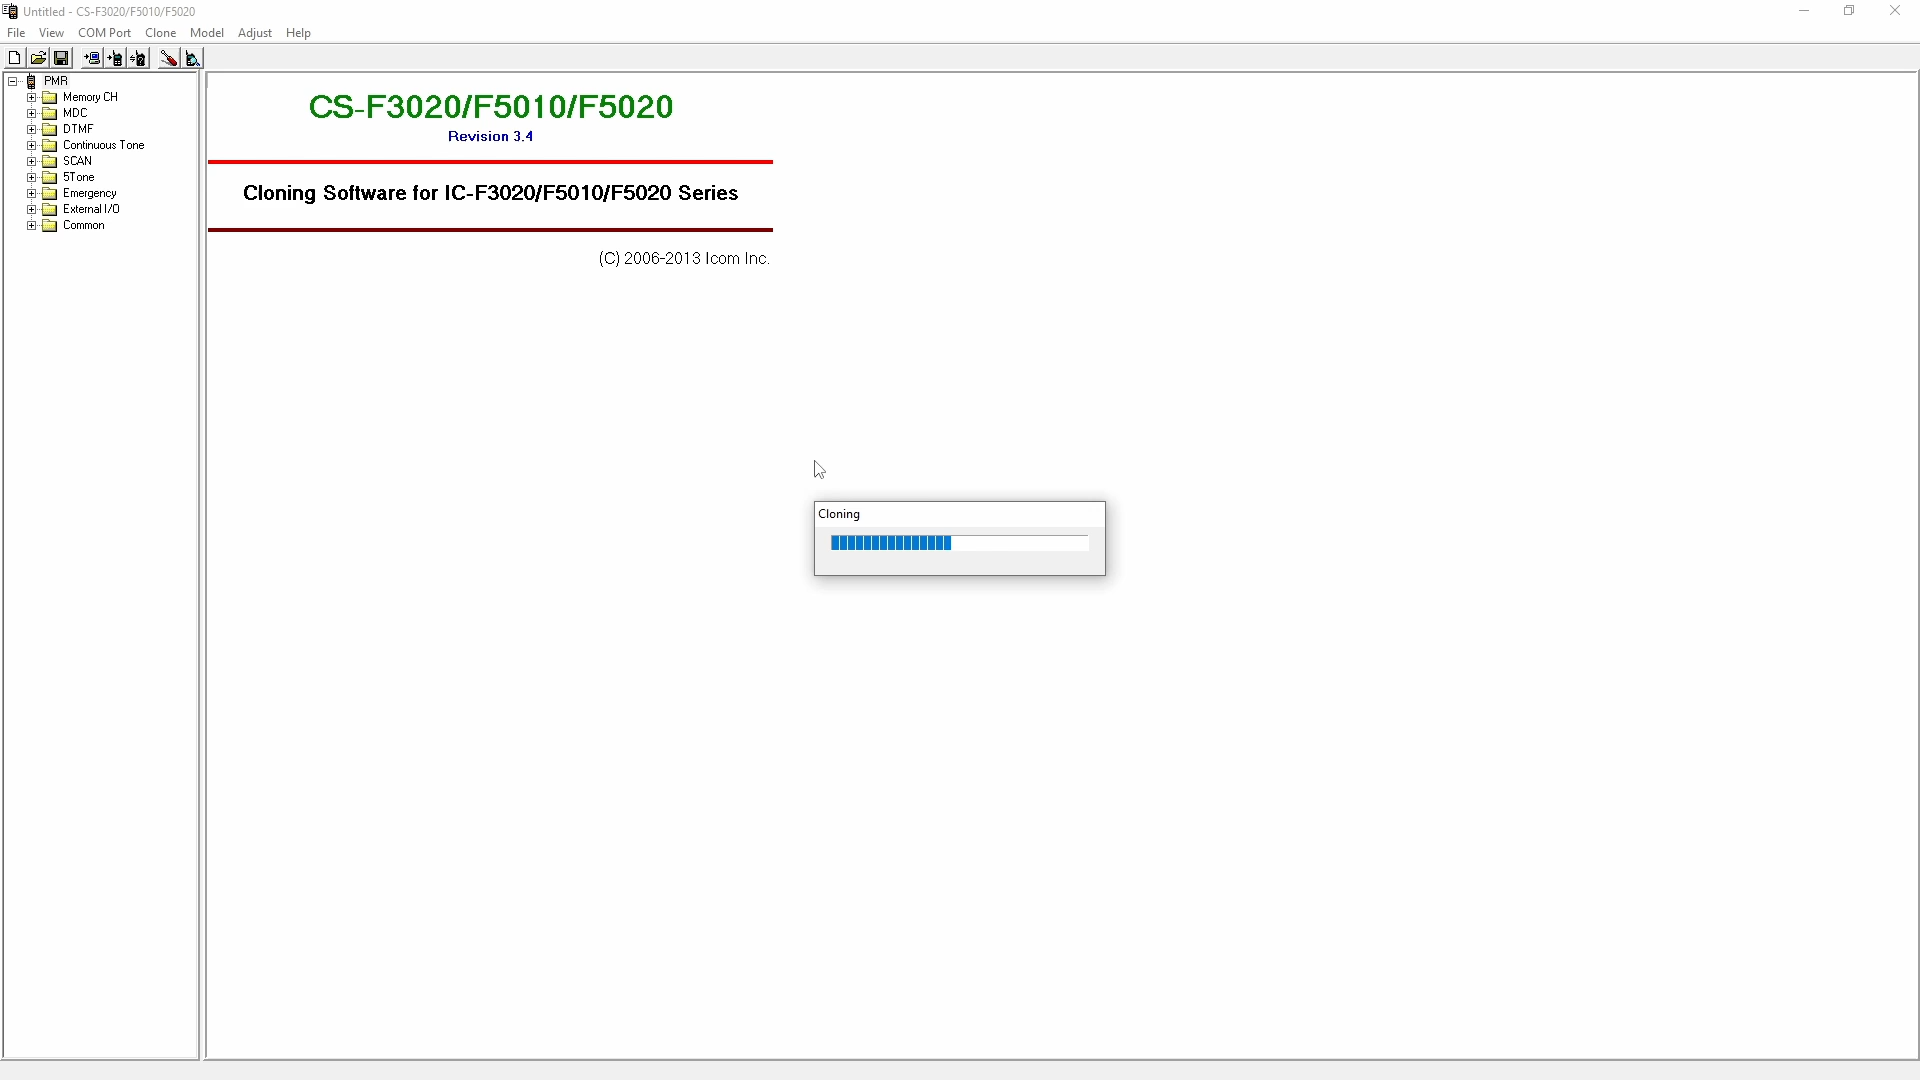 Untitled - CS-F3020/F5010/F5020
File View COM Port Clone Model Adjust Help
PMR
Memory CH
MDC
DTMF
Continuous Tone
SCAN
5Tone
Emergency
External I/O
Common
CS-F3020/F5010/F5020
Revision 3.4
Cloning Software for IC-F3020/F5010/F5020 Series
(C) 2006-2013 Icom Inc.
Cloning